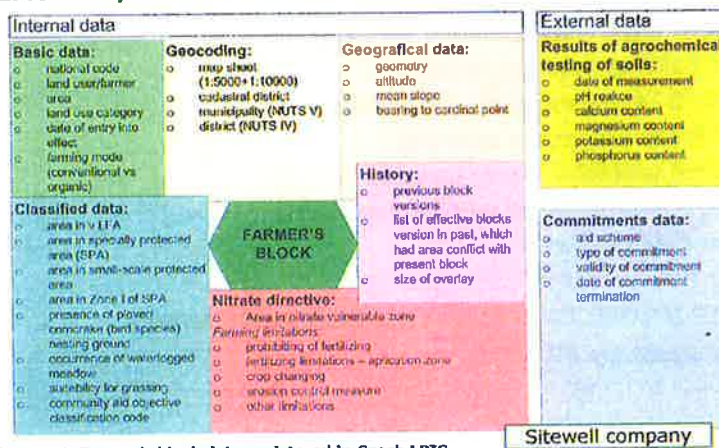 Internal data
Basic data:
o national code
o land user/farmer
o area
o land use category
o date of entry into
effect
o farming mode
(conventional vs
organic)
Geocoding:
o map sheet
(1:5000+1:10000)
o cadastral district
o municipality (NUTS V)
o district (NUTS IV)
Geografical data:
o geometry
o altitude
o mean slope
o bearing to cardinal point
Classified data:
o area in v LFA
o area in specially protected
area (SPA)
o area in small-scale protected
area
o area in Zone I of SPA
o presence of
corncrake (bird species)
nesting ground
o occurrence of waterlogged
meadow
o suitability for grassing
o community aid objective
classification code
FARMER'S
BLOCK
History:
o previous block
versions
o list of effective blocks
version in past, which
had area conflict with
present block
o size of overlay
Nitrate directive:
o Area in nitrate vulnerable zone
Farming limitations:
o prohibiting of fertilizing
o fertilizing limitations – aplication zone
o crop changing
o erosion control measure
o other limitations
External data
Results of agrochemical
testing of soils:
o date of measurement
o pH reakce
o calcium content
o magnesium content
o potassium content
o phosphorus content
Commitments data:
o aid scheme
o type of commitment
o validity of commitment
o date of commitment
termination
Sitewell company